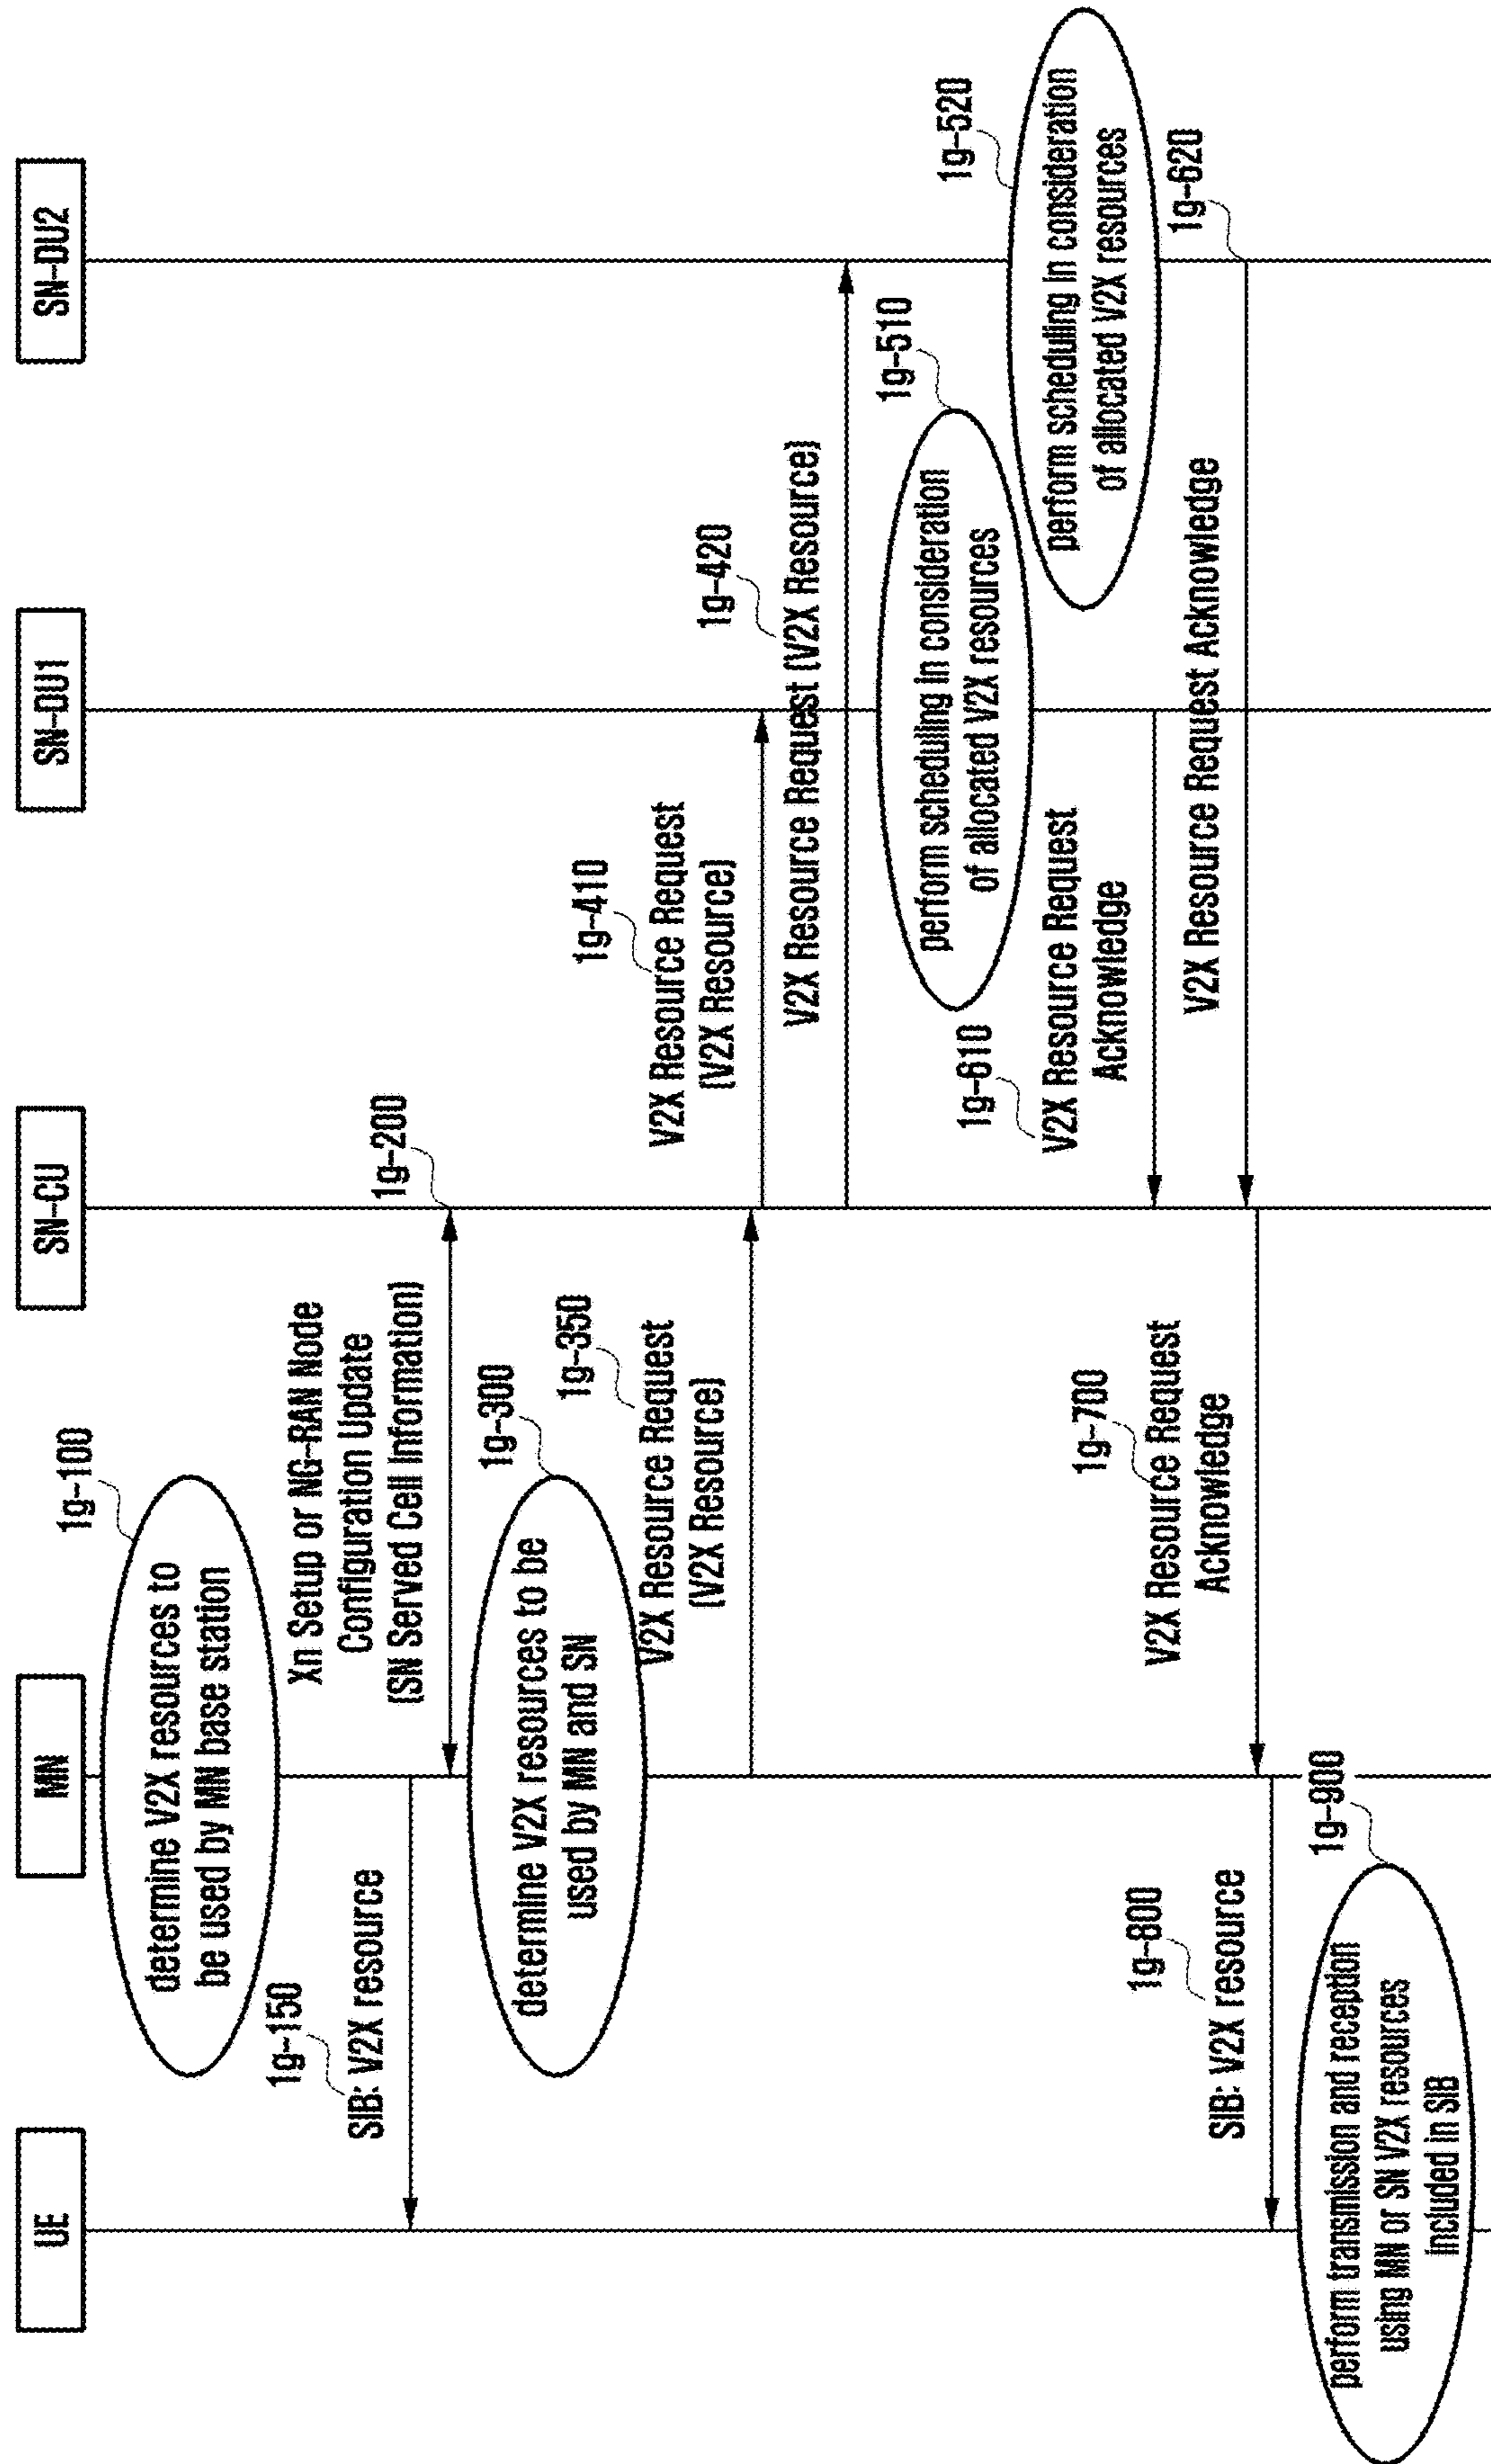 UE
MN
SN-CU
SN-DU1
SN-DU2
1g-100
determine V2X resources to
be used by MN base station
1g-150
SIB: V2X resource
Xn Setup or NG-RAN Node
Configuration Update
(SN Served Cell Information)
1g-200
1g-300
determine V2X resources to be
used by MN and SN
1g-350
V2X Resource Request
(V2X Resource)
1g-410
V2X Resource Request
(V2X Resource)
1g-420
V2X Resource Request (V2X Resource)
1g-510
perform scheduling in consideration
of allocated V2X resources
1g-520
perform scheduling in consideration
of allocated V2X resources
1g-610
V2X Resource Request
Acknowledge
1g-620
V2X Resource Request Acknowledge
1g-700
V2X Resource Request
Acknowledge
1g-800
SIB: V2X resource
1g-900
perform transmission and reception
using MN or SN V2X resources
included in SIB